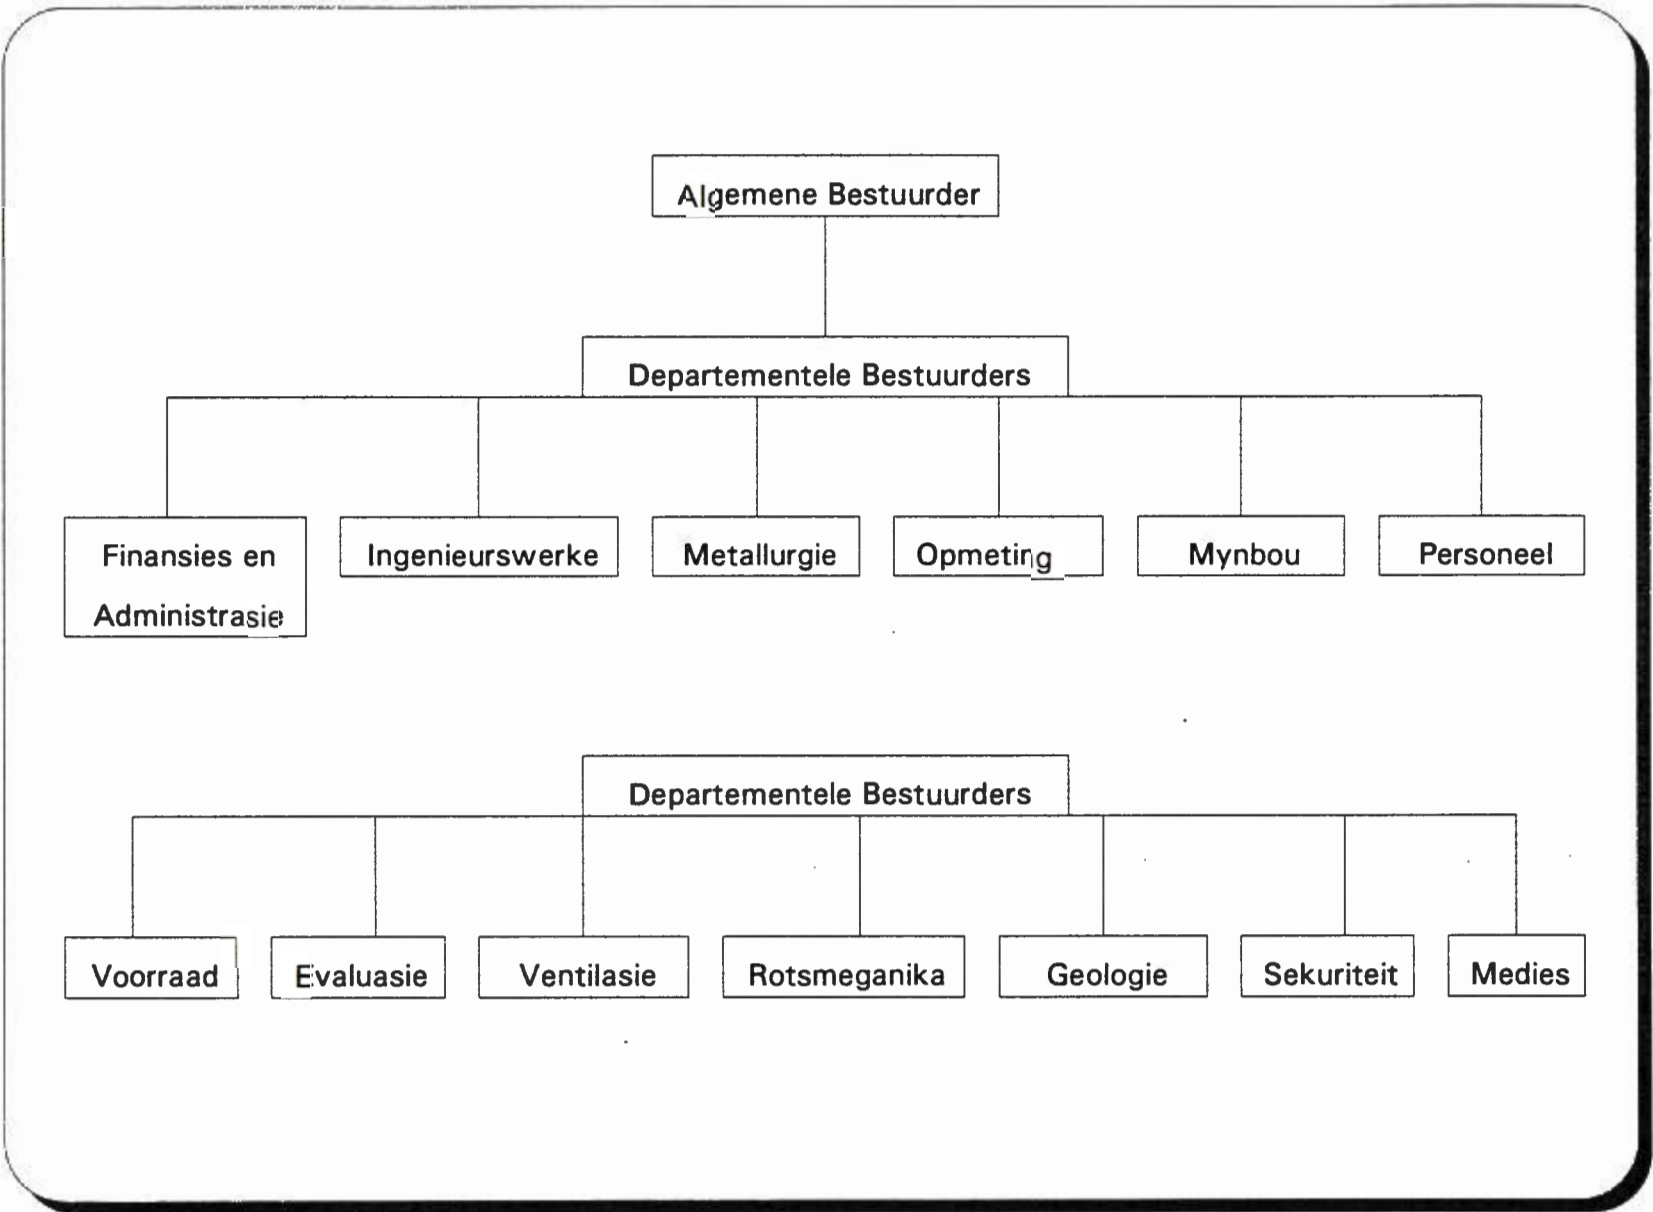 Algemene Bestuurder
Departementele Bestuurders
Finansies en
Administrasie
Ingenieurswerke
Metallurgie
Opmeting
Mynbou
Personeel
Departementele Bestuurders
Voorraad
Evaluasie
Ventilasie
Rotsmeganika
Geologie
Sekuriteit
Medies